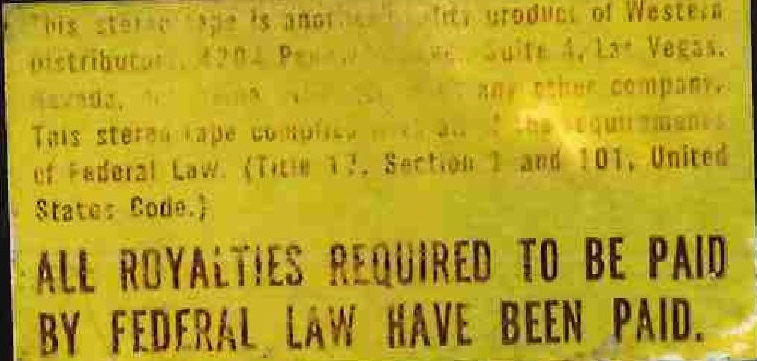 This stereo tape is another product of Western
Distributors, 4204 Suite 4, Las Vegas,
Nevada, any other company.
This stereo tape complies with all of the requirements
of Federal Law. (Title 17, Section 1 and 101, United
States Code.)
ALL ROYALTIES REQUIRED TO BE PAID
BY FEDERAL LAW HAVE BEEN PAID.